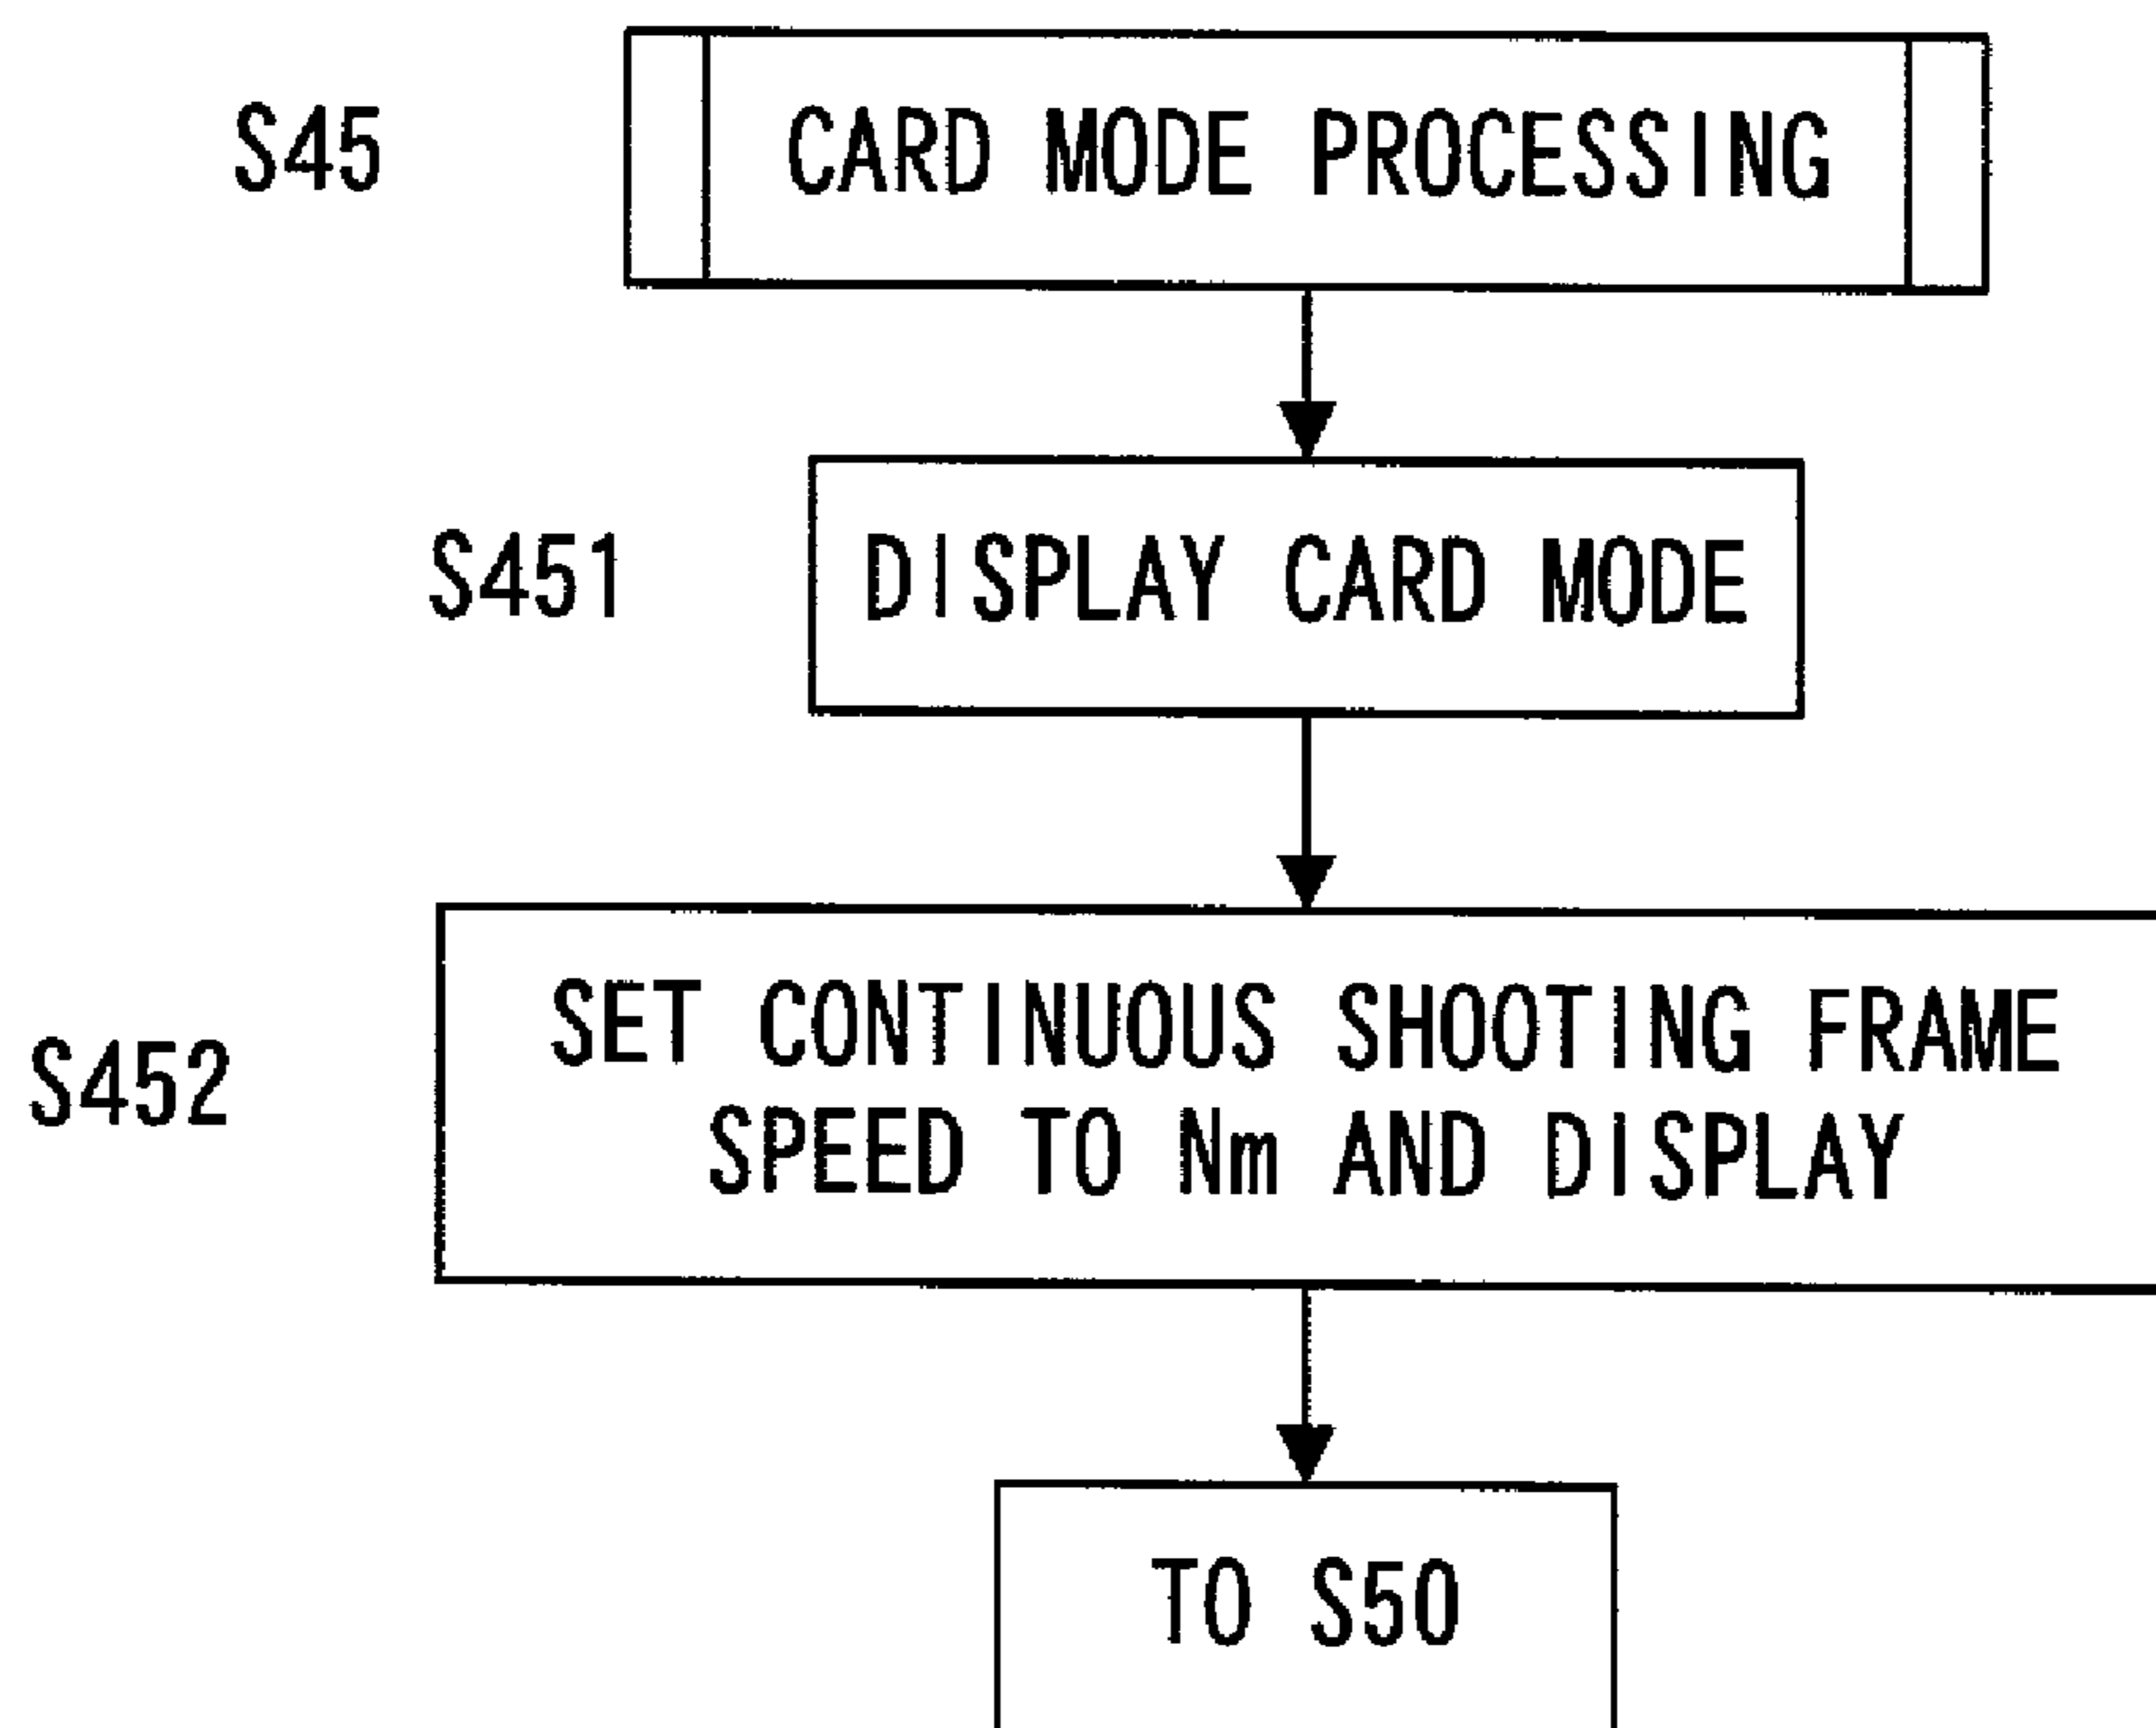 S45 CARD MODE PROCESSING
S451 DISPLAY CARD MODE
SET CONTINUOUS SHOOTING FRAME
S452
SPEED TO Nm AND DISPLAY
TO S50